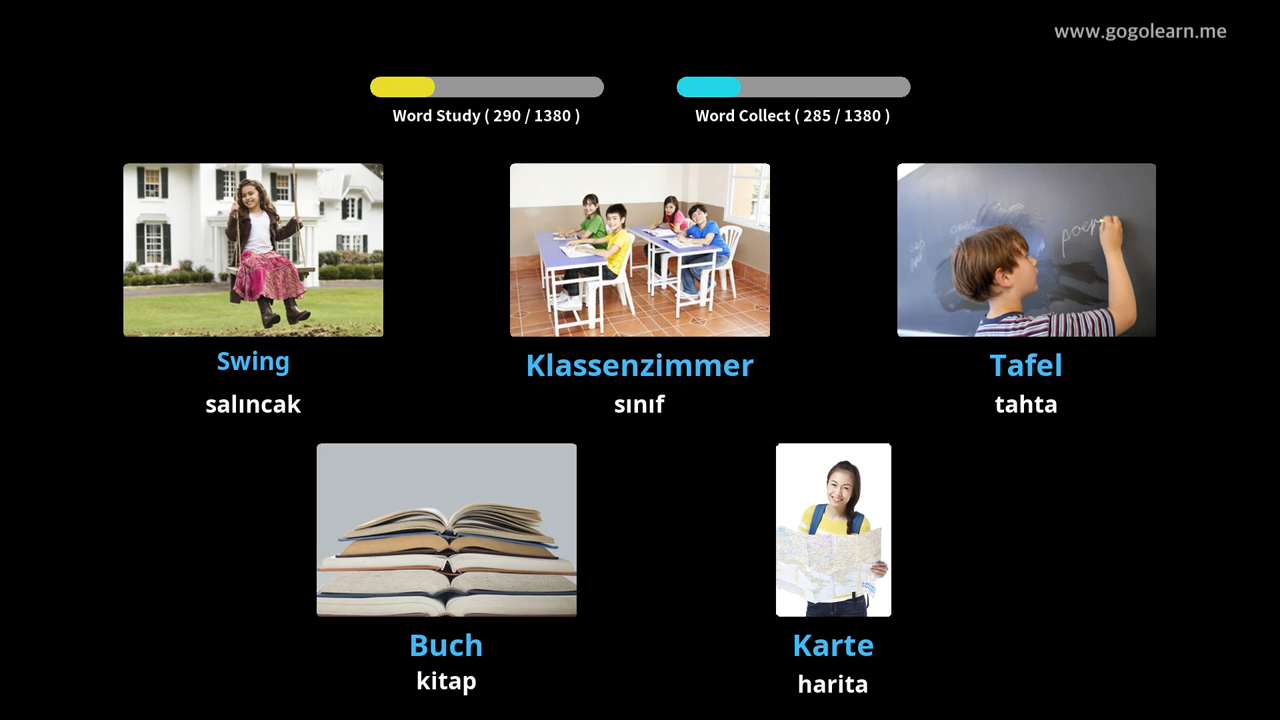 www.gogolearn.me
Word Study ( 290 / 1380 )
Word Collect ( 285 / 1380 )
poem
Swing
Klassenzimmer
Tafel
salıncak
sınıf
tahta
Buch
Karte
kitap
harita